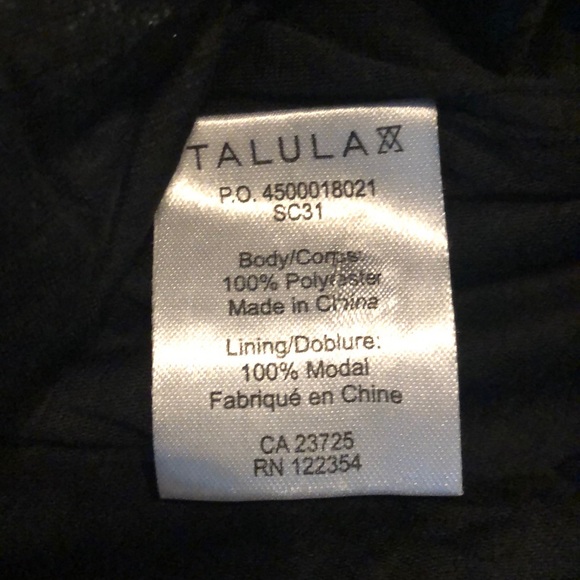 TALULA
P.O. 4500018021
SC31
Body/Corps:
100% Polyester
Made in China
Lining/Doblure:
100% Modal
Fabriqué en Chine
CA 23725
RN 122354